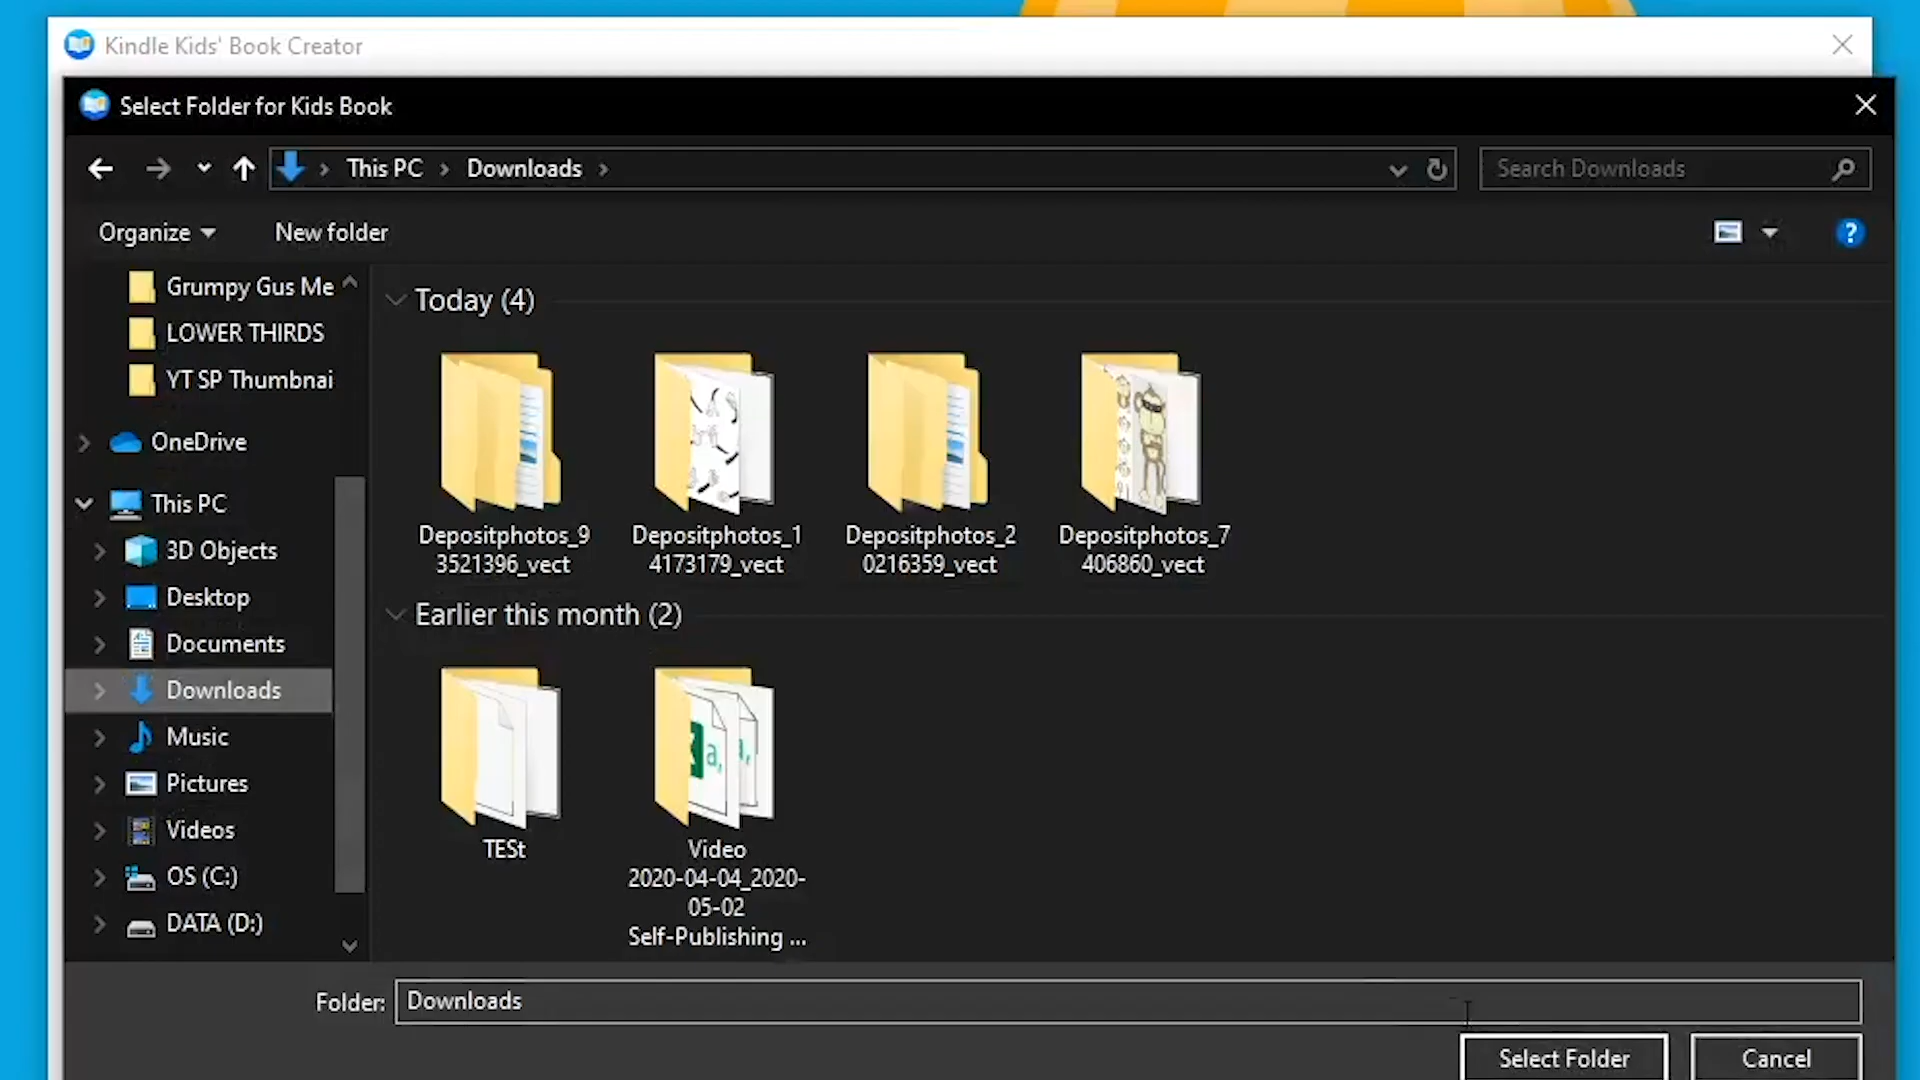 Kindle Kids' Book Creator
Select Folder for Kids Book
This PC
Downloads
Search Downloads
Organize
New folder
?
Grumpy Gus Me
LOWER THIRDS
YT SP Thumbnai
OneDrive
This PC
3D Objects
Desktop
Documents
Downloads
Music
Pictures
Videos
OS (C:)
DATA (D:)
Today (4)
Depositphotos_9
3521396_vect
Depositphotos_1
4173179_vect
Depositphotos_2
0216359_vect
Depositphotos_7
406860_vect
Earlier this month (2)
TESt
Video
2020-04-04_2020-
05-02
Self-Publishing ...
Folder:
Downloads
Select Folder
Cancel